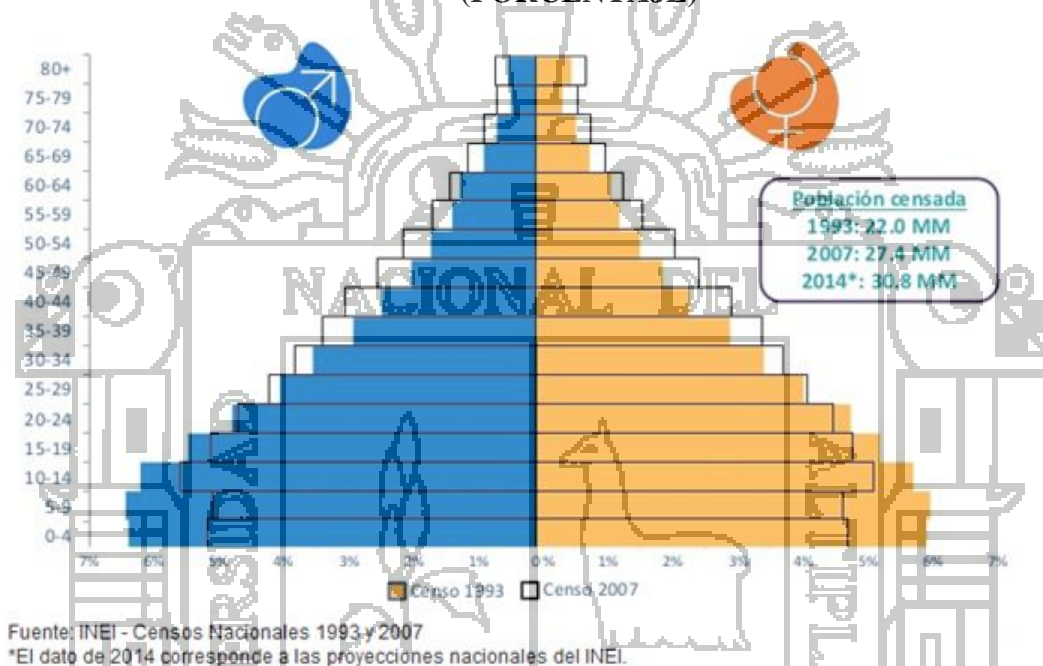 (PORCENTAJE)
80+
75-79
70-74
65-69
60-64
55-59
50-54
45-49
40-44
35-39
30-34
25-29
20-24
15-19
10-14
5-9
0-4
Población censada
1993: 22.0 MM
2007: 27.4 MM
2014*: 30.8 MM
NACIONAL DEL
7% 6% 5% 4% 3% 2% 1% 0% 1% 2% 3% 4% 5% 6% 7%
Censo 1993 Censo 2007
Fuente: INEI - Censos Nacionales 1993 y 2007
*El dato de 2014 corresponde a las proyecciones nacionales del INEI.